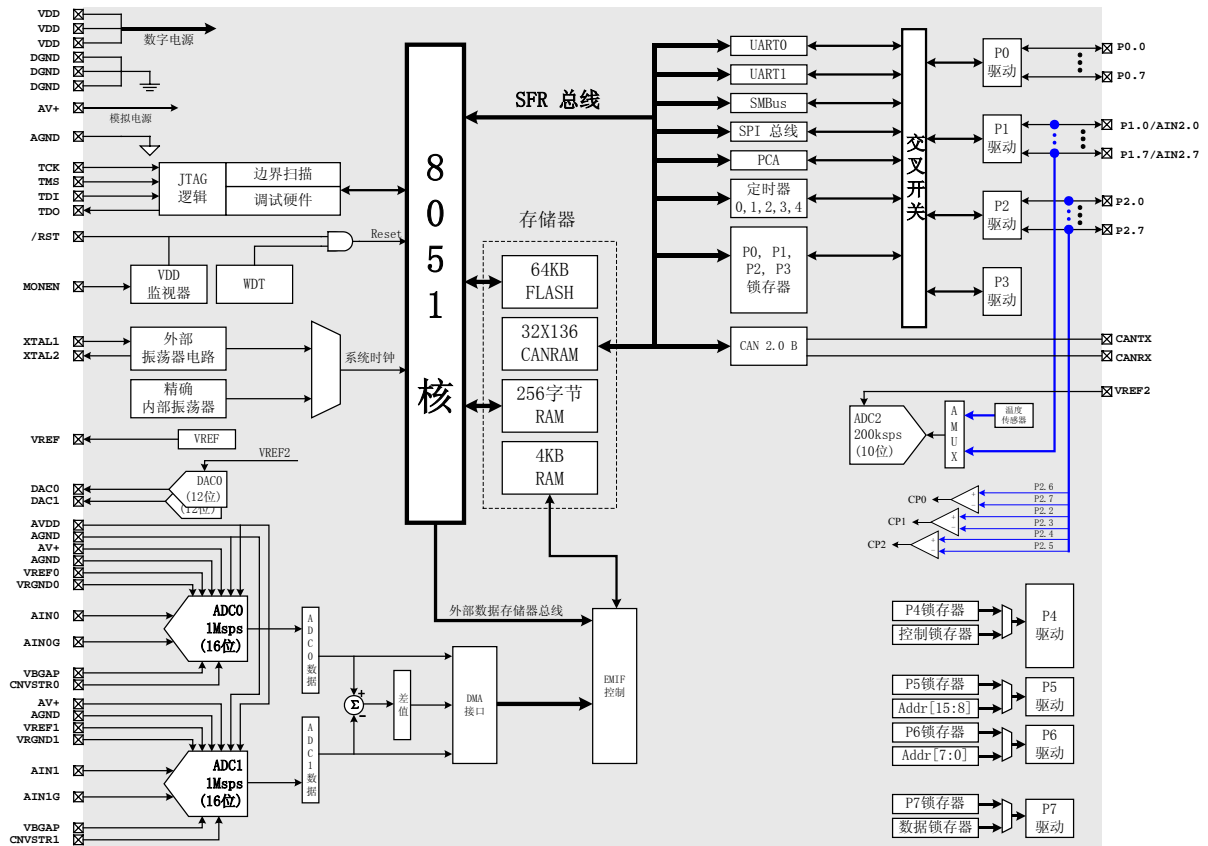 VDD
VDD
VDD
数字电源
DGND
DGND
DGND
AV+
模拟电源
AGND
TCK
TMS
TDI
TDO
JTAG
逻辑
边界扫描
调试硬件
/RST
Reset
MONEN
VDD
监视器
WDT
XTAL1
XTAL2
外部
振荡器电路
精确
内部振荡器
系统时钟
VREF
VREF
VREF2
DAC0
DAC1
DAC0
(12位)
(12位)
AVDD
AGND
AV+
AGND
VREF0
VRGND0
AIN0
AIN0G
VBGAP
CNVSTR0
ADC0
1Msps
(16位)
AV+
AGND
VREF1
VRGND1
AIN1
AIN1G
VBGAP
CNVSTR1
ADC1
1Msps
(16位)
ADC0数据
ADC1数据
+
Σ
−
差值
DMA
接口
EMIF
控制
外部数据存储器总线
8051核
SFR 总线
存储器
64KB
FLASH
32X136
CANRAM
256字节
RAM
4KB
RAM
UART0
UART1
SMBus
SPI 总线
PCA
定时器
0,1,2,3,4
P0, P1,
P2, P3
锁存器
CAN 2.0 B
交叉开关
P0
驱动
P1
驱动
P2
驱动
P3
驱动
P0.0
P0.7
P1.0/AIN2.0
P1.7/AIN2.7
P2.0
P2.7
CANTX
CANRX
VREF2
ADC2
200ksps
(10位)
AMUX
温度
传感器
CP0
+
-
P2.6
P2.7
CP1
+
-
P2.2
P2.3
CP2
+
-
P2.4
P2.5
P4锁存器
控制锁存器
P4
驱动
P5锁存器
Addr[15:8]
P5
驱动
P6锁存器
Addr[7:0]
P6
驱动
P7锁存器
数据锁存器
P7
驱动